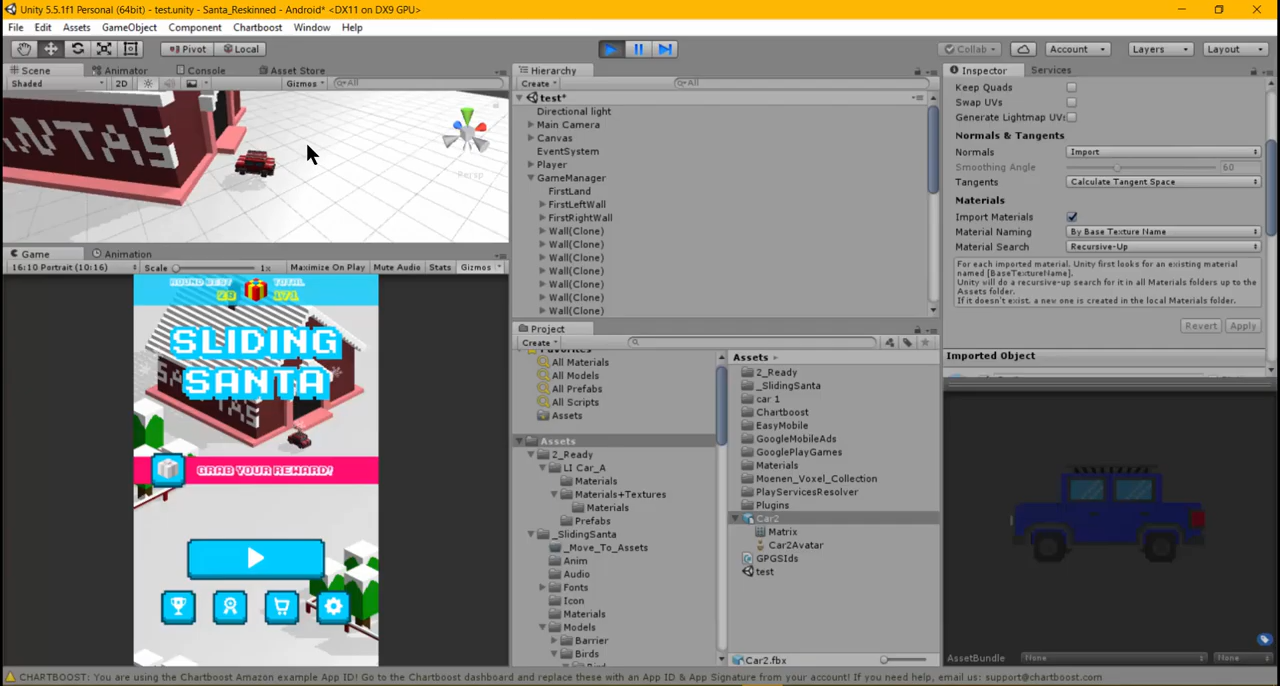 Unity 5.5.1f1 Personal (64bit) - test.unity - Santa_Reskinned - Android* <DX11 on DX9 GPU>
File Edit Assets GameObject Component Chartboost Window Help
Pivot Local Collab Account Layers Layout
Scene Animator Console Asset Store
Shaded 2D Gizmos All
NTA'S
Persp
Game Animation
16:10 Portrait (10:16) Scale 1x Maximize On Play Mute Audio Stats Gizmos
ROUND BEST TOTAL
28 171
SLIDING
SANTA
GRAB YOUR REWARD!
Hierarchy
Create All
test*
Directional light
Main Camera
Canvas
EventSystem
Player
GameManager
FirstLand
FirstLeftWall
FirstRightWall
Wall(Clone)
Wall(Clone)
Wall(Clone)
Wall(Clone)
Wall(Clone)
Wall(Clone)
Wall(Clone)
Project
Create
Favorites
All Materials
All Models
All Prefabs
All Scripts
Assets
Assets
2_Ready
LI Car_A
Materials
Materials+Textures
Materials
Prefabs
_SlidingSanta
_Move_To_Assets
Anim
Audio
Fonts
Icon
Materials
Models
Barrier
Birds
Assets
2_Ready
_SlidingSanta
car 1
Chartboost
EasyMobile
GoogleMobileAds
GooglePlayGames
Materials
Moenen_Voxel_Collection
PlayServicesResolver
Plugins
Car2
Matrix
Car2Avatar
GPGSIds
test
Car2.fbx
Inspector Services
Keep Quads
Swap UVs
Generate Lightmap UVs
Normals & Tangents
Normals Import
Smoothing Angle 60
Tangents Calculate Tangent Space
Materials
Import Materials
Material Naming By Base Texture Name
Material Search Recursive-Up
For each imported material, Unity first looks for an existing material
named [BaseTextureName].
Unity will do a recursive-up search for it in all Materials folders up to the
Assets folder.
If it doesn't exist, a new one is created in the local Materials folder.
Revert Apply
Imported Object
AssetBundle None None
CHARTBOOST: You are using the Chartboost Amazon example App ID! Go to the Chartboost dashboard and replace these with an App ID & App Signature from your account! If you need help, email us: support@chartboost.com